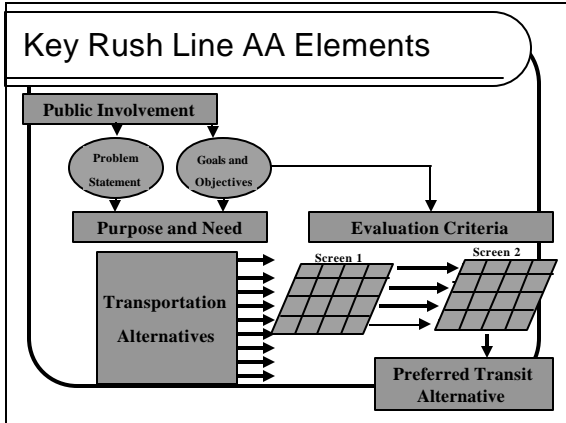 Key Rush Line AA Elements
Public Involvement
Problem
Statement
Goals and
Objectives
Purpose and Need
Evaluation Criteria
Screen 1
Screen 2
Transportation
Alternatives
Preferred Transit
Alternative